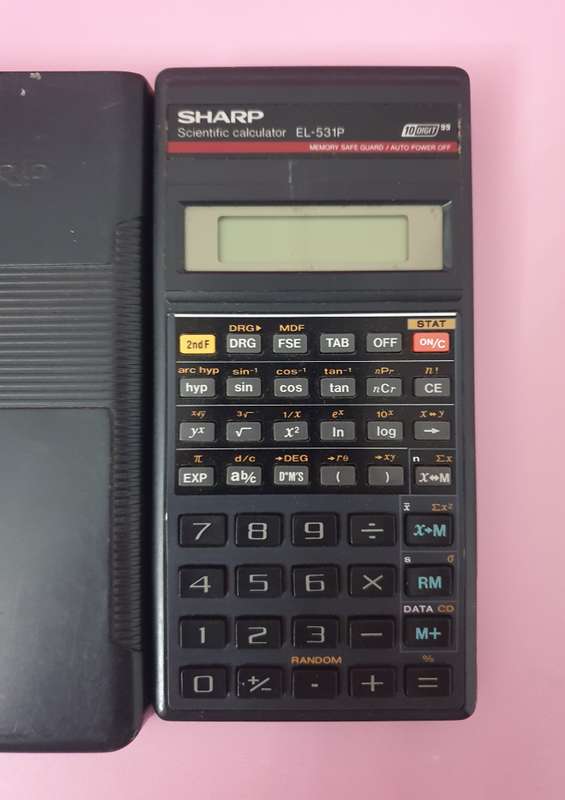 SHARP
Scientific calculator EL-531P
10 DIGIT 99
MEMORY SAFE GUARD / AUTO POWER OFF
DRG▶ MDF STAT
2ndF DRG FSE TAB OFF ON/C
arc hyp sin⁻¹ cos⁻¹ tan⁻¹ nPr n!
hyp sin cos tan nCr CE
ˣ√y ³√ 1/x eˣ 10ˣ x↔y
yˣ √ x² ln log →
π d/c →DEG →rθ →xy n Σx
EXP ab/c D°M'S ( ) x↔M
x̄ Σx²
7 8 9 ÷ x→M
s σ
4 5 6 × RM
DATA CD
1 2 3 − M+
RANDOM %
0 +/− · + =